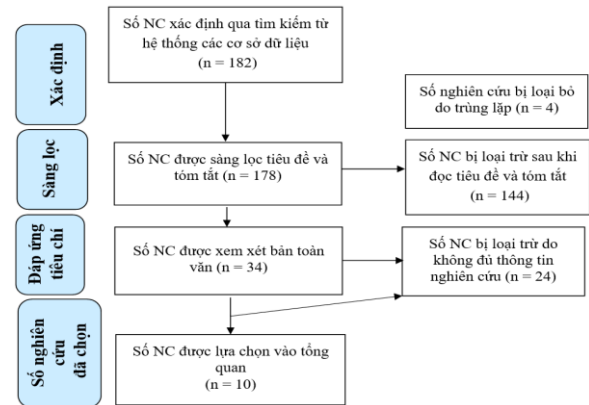 Xác định
Số NC xác định qua tìm kiếm từ
hệ thống các cơ sở dữ liệu
(n = 182)
Số nghiên cứu bị loại bỏ
do trùng lặp (n = 4)
Sàng lọc
Số NC được sàng lọc tiêu đề và
tóm tắt (n = 178)
Số NC bị loại trừ sau khi
đọc tiêu đề và tóm tắt
(n = 144)
Đáp ứng
tiêu chí
Số NC được xem xét bản toàn
văn (n = 34)
Số NC bị loại trừ do
không đủ thông tin
nghiên cứu (n = 24)
Số nghiên
cứu
đã chọn
Số NC được lựa chọn vào tổng
quan
(n = 10)